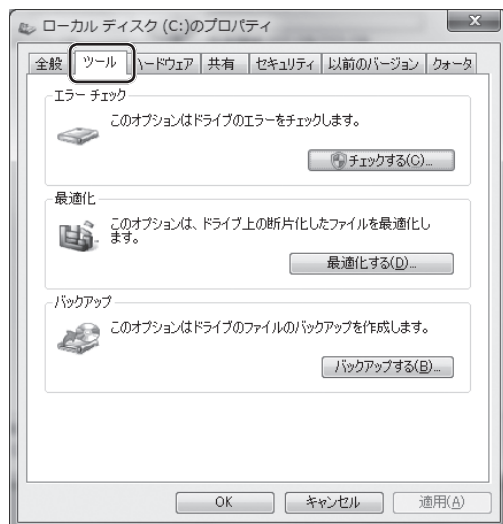 ローカル ディスク (C:)のプロパティ
全般 ツール ハードウェア 共有 セキュリティ 以前のバージョン クォータ
エラー チェック
このオプションはドライブのエラーをチェックします。
チェックする(C)...
最適化
このオプションは、ドライブ上の断片化したファイルを最適化し
ます。
最適化する(D)...
バックアップ
このオプションはドライブのファイルのバックアップを作成します。
バックアップする(B)...
OK キャンセル 適用(A)